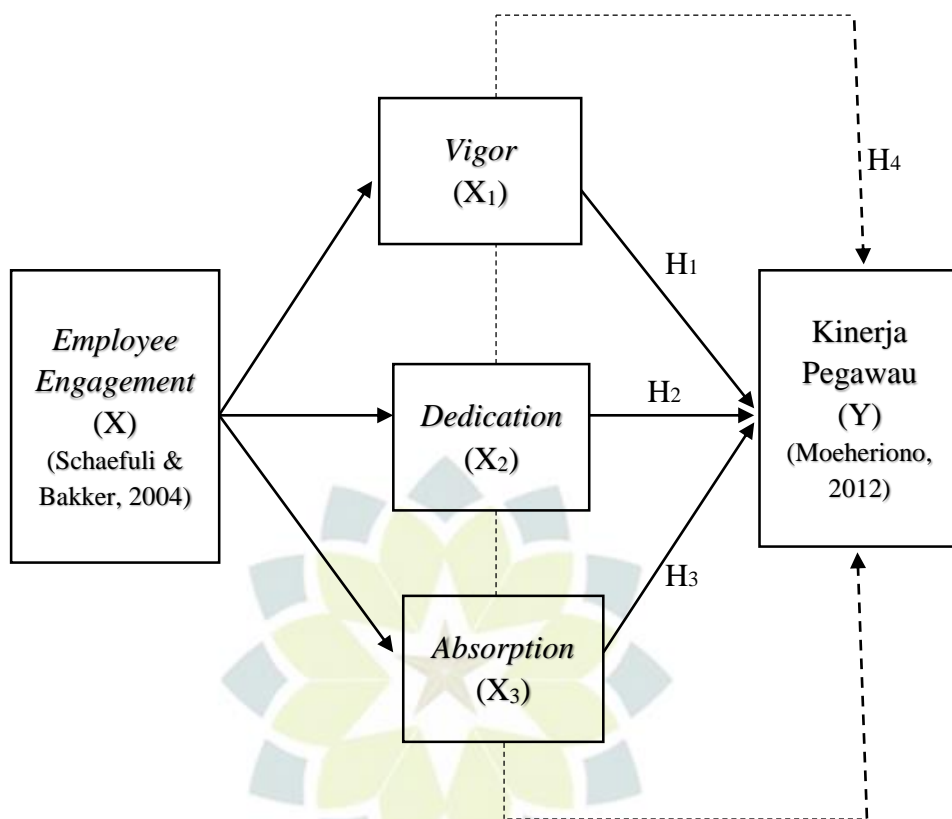 Vigor
(X₁)
H4
H1
Employee
Engagement
(X)
(Schaefuli &
Bakker, 2004)
Dedication
(X₂)
H2
Kinerja
Pegawau
(Y)
(Moeheriono,
2012)
H3
Absorption
(X₃)